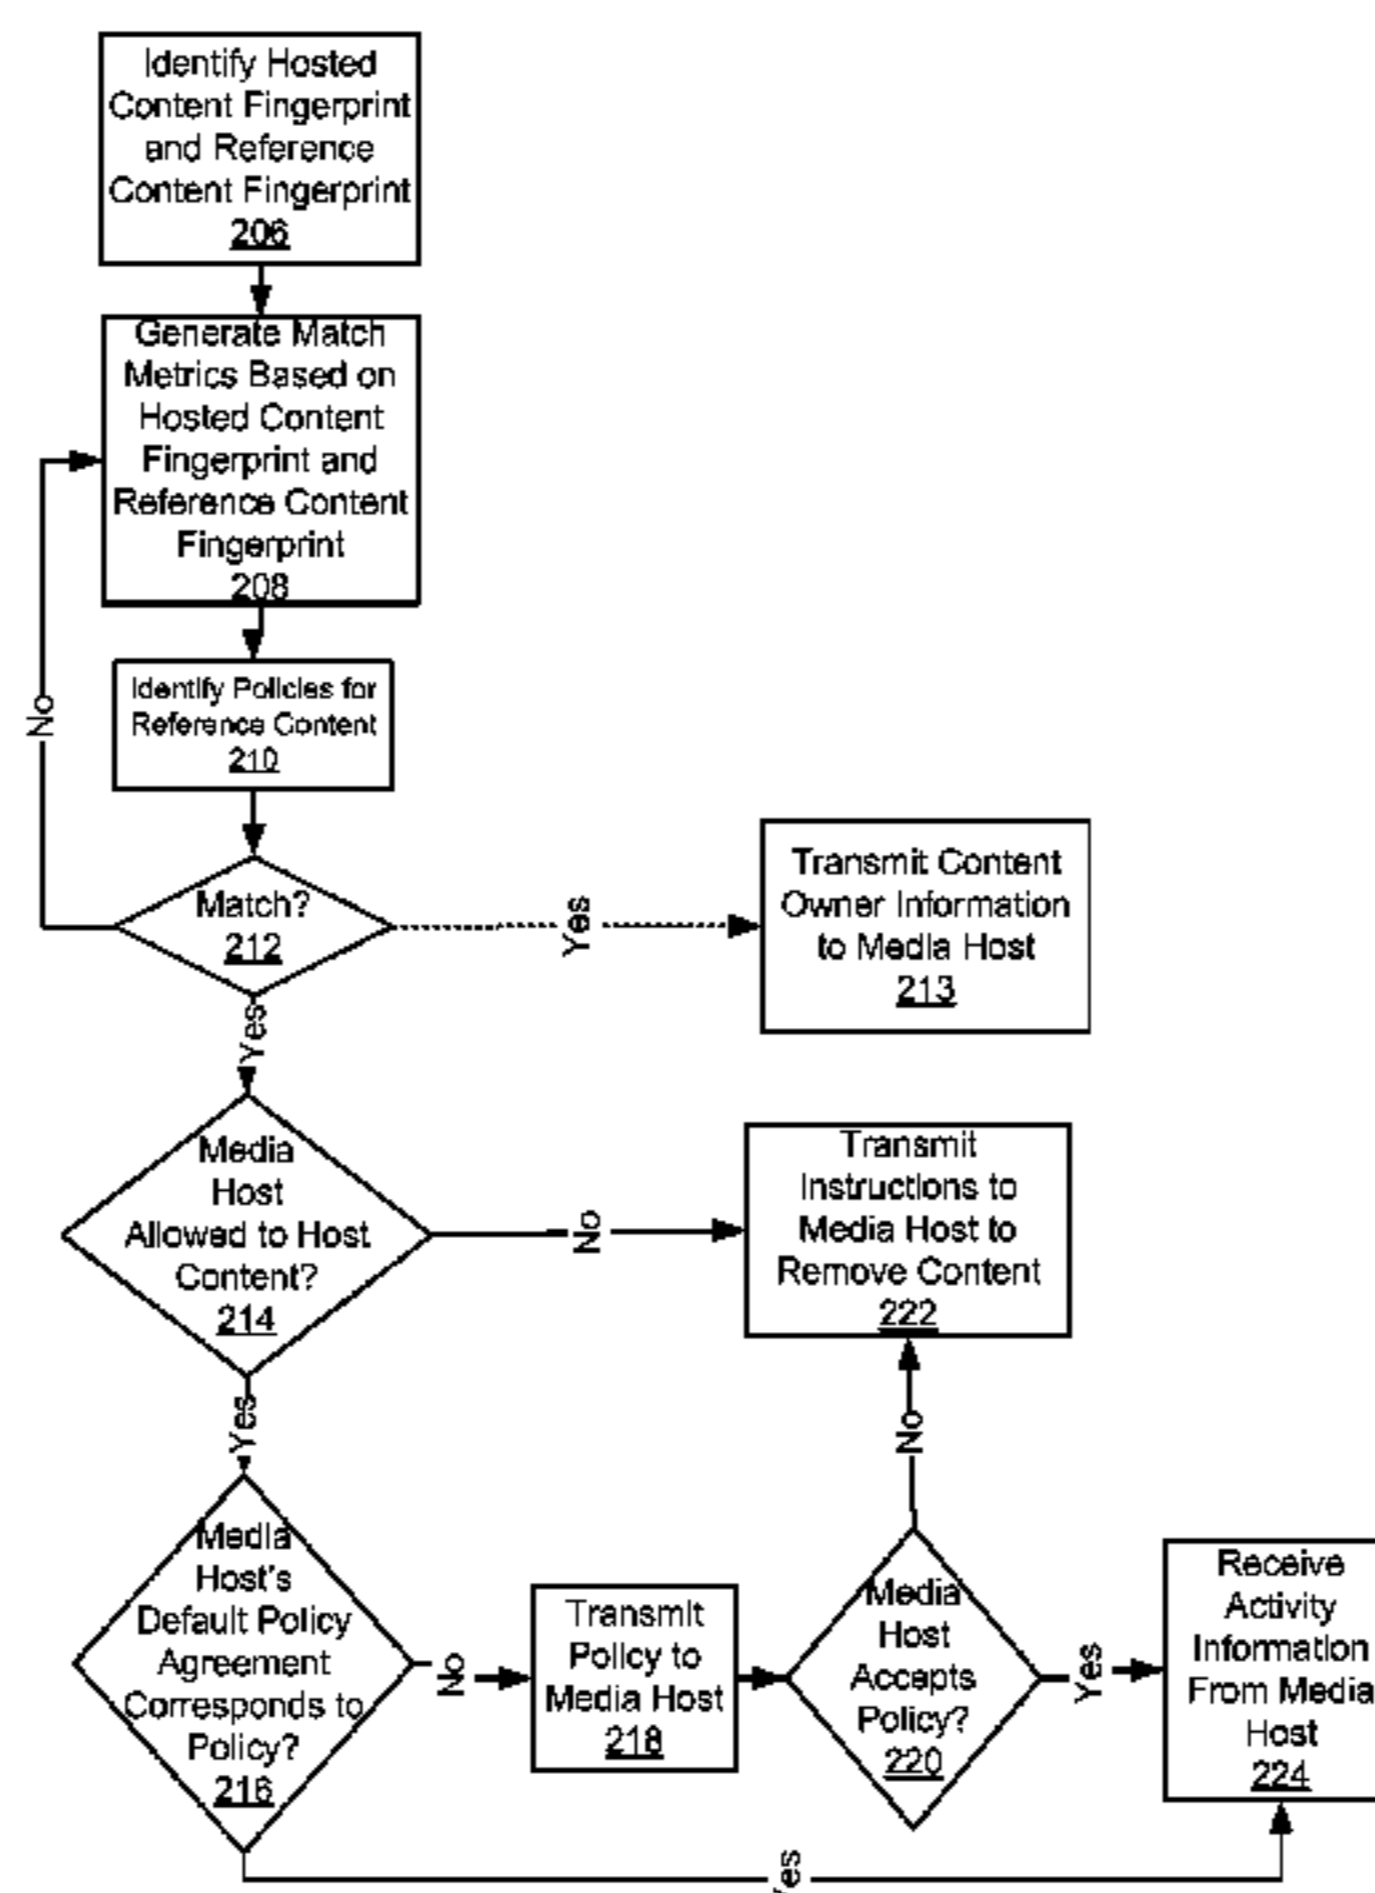 Identify Hosted
Content Fingerprint
and Reference
Content Fingerprint
206
Generate Match
Metrics Based on
Hosted Content
Fingerprint and
Reference Content
Fingerprint
208
No
Identify Policies for
Reference Content
210
Match?
212
Yes
Transmit Content
Owner Information
to Media Host
213
Yes
Media
Host
Allowed to Host
Content?
214
No
Transmit
Instructions to
Media Host to
Remove Content
222
Yes
No
Media
Host's
Default Policy
Agreement
Corresponds to
Policy?
216
No
Transmit
Policy to
Media Host
218
Media
Host
Accepts
Policy?
220
Yes
Receive
Activity
Information
From Media
Host
224
Yes